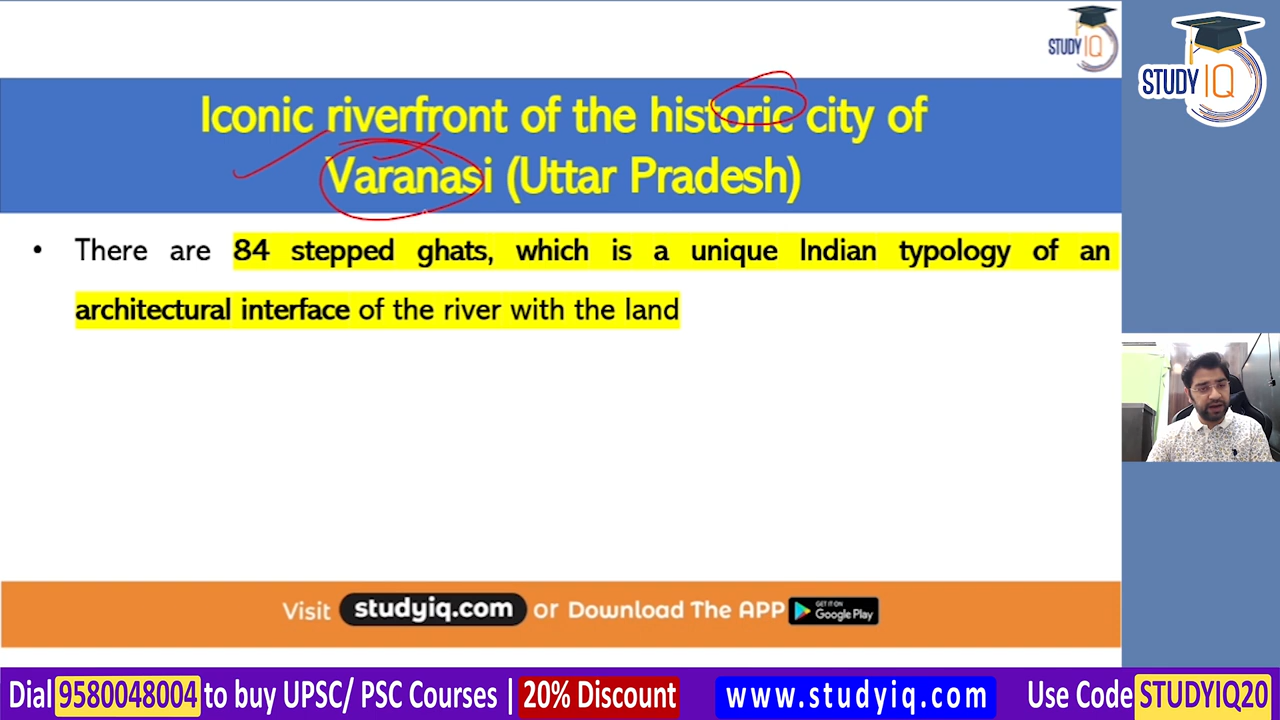 STUDY IQ
STUDY IQ
Iconic riverfront of the historic city of
Varanasi (Uttar Pradesh)
• There are 84 stepped ghats, which is a unique Indian typology of an
architectural interface of the river with the land
Visit studyiq.com or Download The APP GET IT ON Google Play
Dial 9580048004 to buy UPSC/ PSC Courses | 20% Discount www.studyiq.com Use Code STUDYIQ20